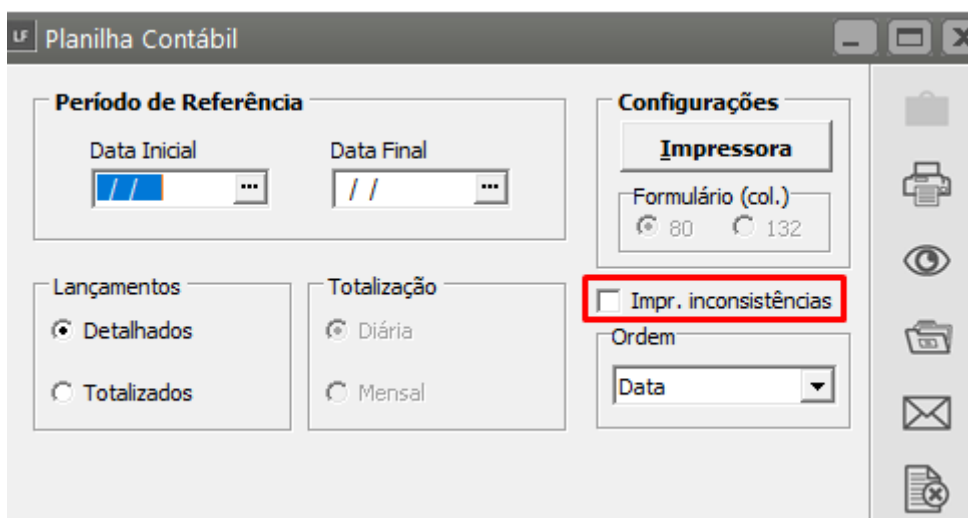 LF Planilha Contábil
Período de Referência
Data Inicial
Data Final
/ /
/ /
Configurações
Impressora
Formulário (col.)
80
132
Lançamentos
Detalhados
Totalizados
Totalização
Diária
Mensal
Impr. inconsistências
Ordem
Data